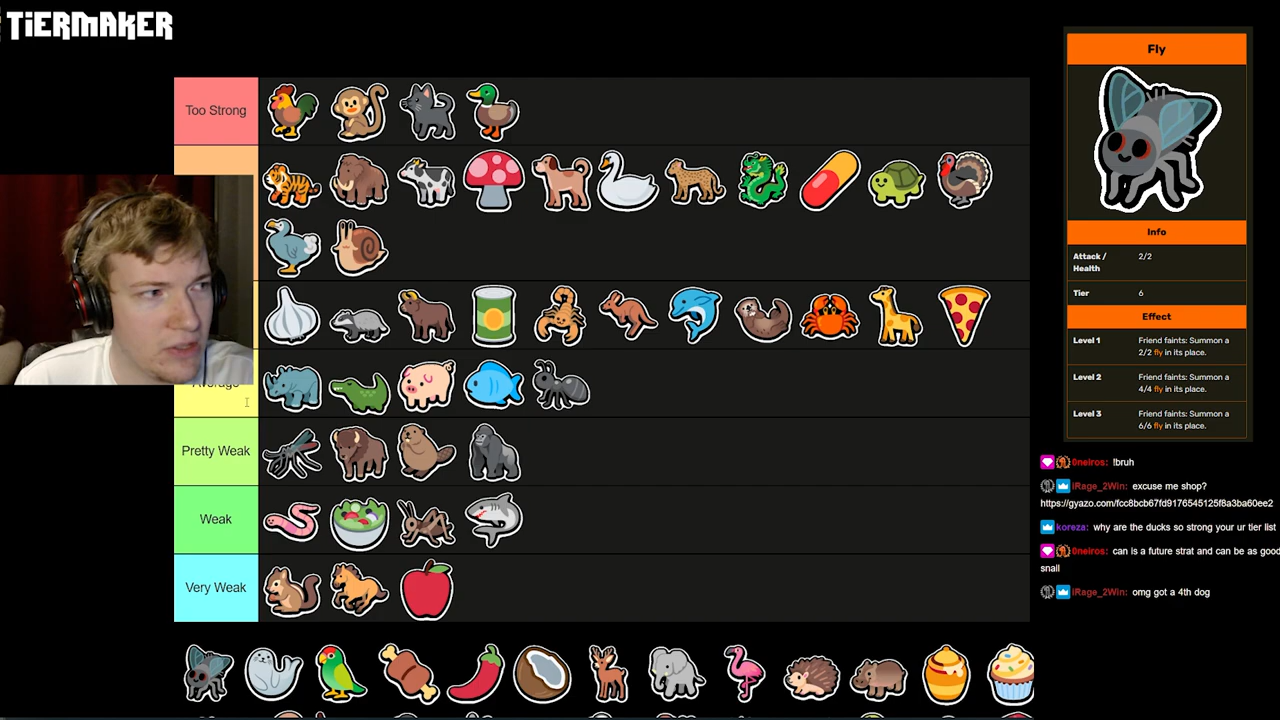 TIERMAKER
Too Strong
Average
Pretty Weak
Weak
Very Weak
Fly
Info
Attack /
Health
2/2
Tier
6
Effect
Level 1
Friend faints: Summon a
2/2 fly in its place.
Level 2
Friend faints: Summon a
4/4 fly in its place.
Level 3
Friend faints: Summon a
6/6 fly in its place.
0neiros: !bruh
IRage_2Win: excuse me shop?
https://gyazo.com/fcc8bcb67fd9176545125f8a3ba60ee2
koreza: why are the ducks so strong your ur tier list
0neiros: can is a future strat and can be as good
snail
IRage_2Win: omg got a 4th dog